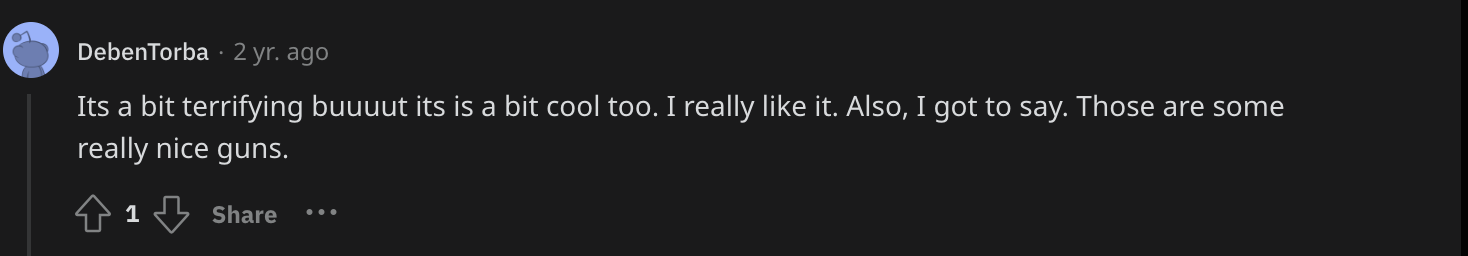 DebenTorba · 2 yr. ago
Its a bit terrifying buuuut its is a bit cool too. I really like it. Also, I got to say. Those are some
really nice guns.
1 Share ...